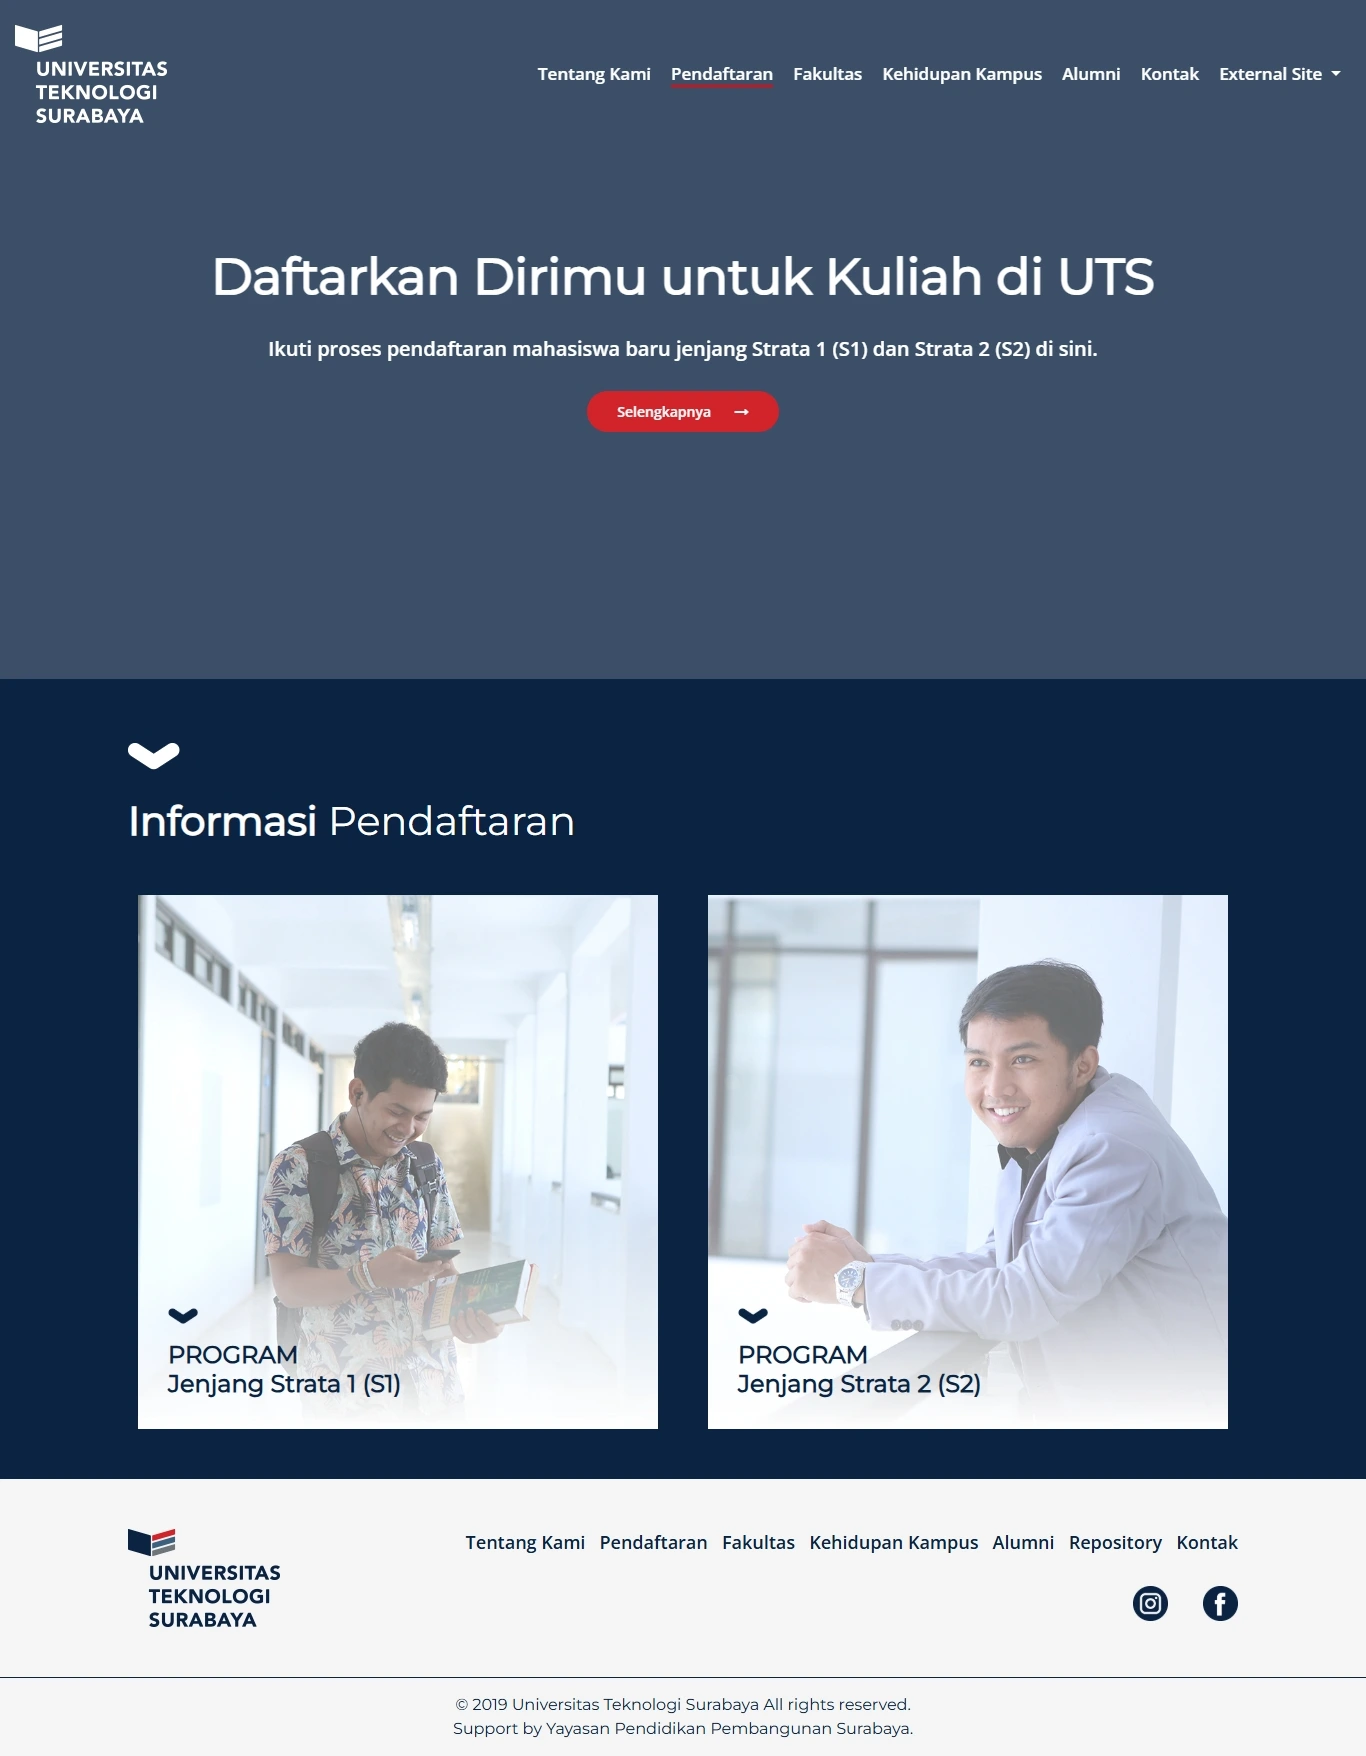 UNIVERSITAS
TEKNOLOGI
SURABAYA
Tentang Kami Pendaftaran Fakultas Kehidupan Kampus Alumni Kontak External Site
Daftarkan Dirimu untuk Kuliah di UTS
Ikuti proses pendaftaran mahasiswa baru jenjang Strata 1 (S1) dan Strata 2 (S2) di sini.
Selengkapnya →
Informasi Pendaftaran
PROGRAM
Jenjang Strata 1 (S1)
PROGRAM
Jenjang Strata 2 (S2)
UNIVERSITAS
TEKNOLOGI
SURABAYA
Tentang Kami Pendaftaran Fakultas Kehidupan Kampus Alumni Repository Kontak
© 2019 Universitas Teknologi Surabaya All rights reserved.
Support by Yayasan Pendidikan Pembangunan Surabaya.